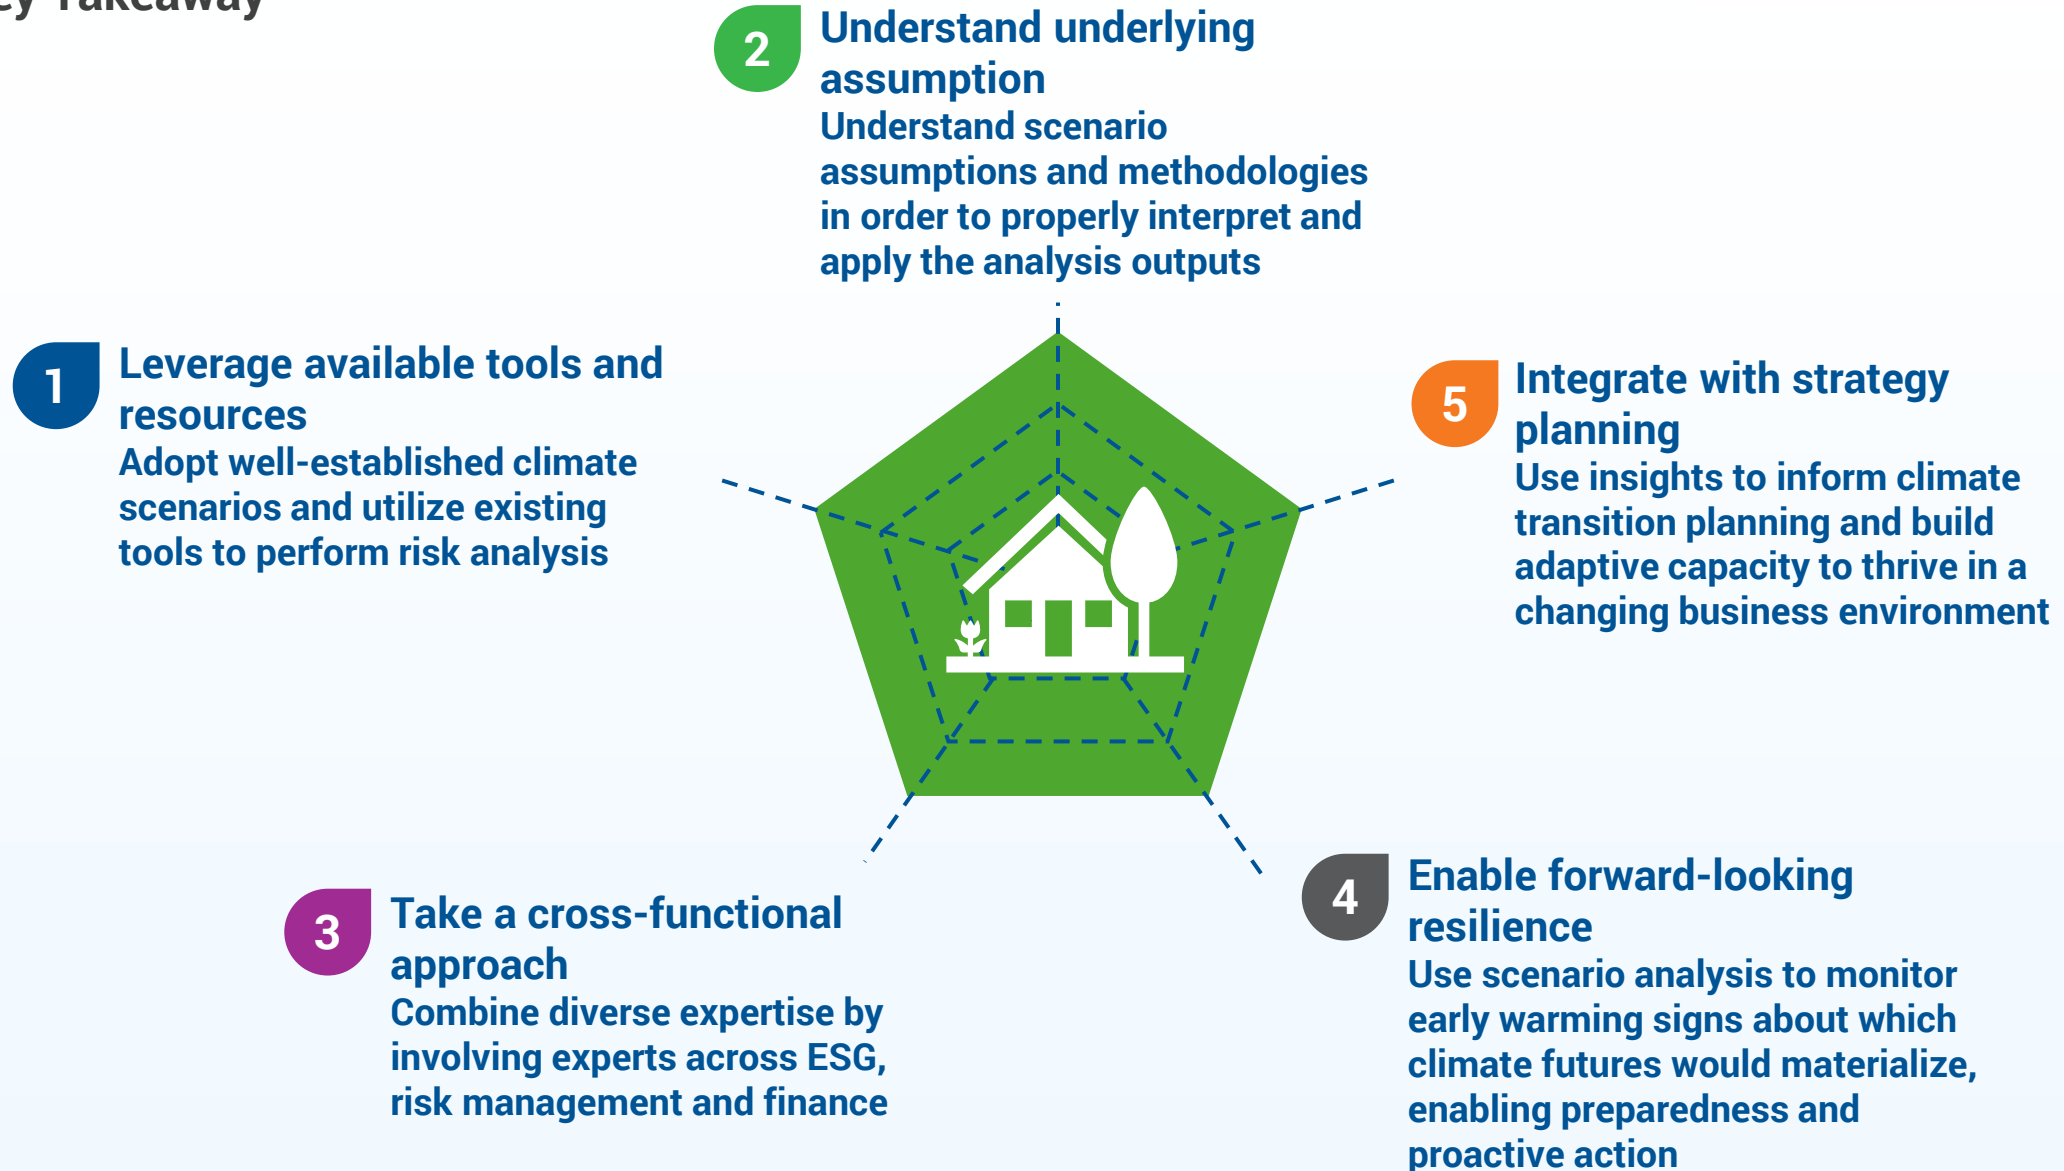 ey Takeaway
1
Leverage available tools and
resources
Adopt well-established climate
scenarios and utilize existing
tools to perform risk analysis
2
Understand underlying
assumption
Understand scenario
assumptions and methodologies
in order to properly interpret and
apply the analysis outputs
3
Take a cross-functional
approach
Combine diverse expertise by
involving experts across ESG,
risk management and finance
4
Enable forward-looking
resilience
Use scenario analysis to monitor
early warming signs about which
climate futures would materialize,
enabling preparedness and
proactive action
5
Integrate with strategy
planning
Use insights to inform climate
transition planning and build
adaptive capacity to thrive in a
changing business environment